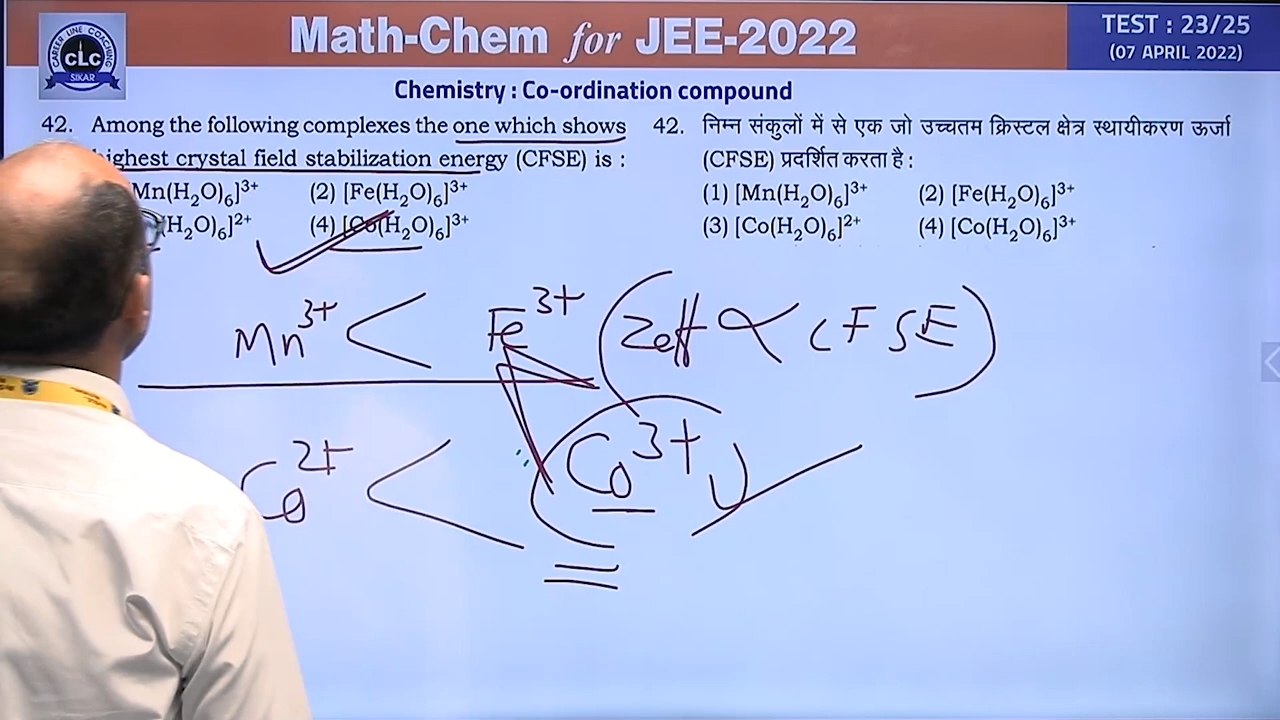 CAREER LINE COACHING
CLC
SIKAR
Math-Chem for JEE-2022
TEST : 23/25
(07 APRIL 2022)
Chemistry : Co-ordination compound
42. Among the following complexes the one which shows
highest crystal field stabilization energy (CFSE) is :
Mn(H₂O)₆]³⁺ (2) [Fe(H₂O)₆]³⁺
(H₂O)₆]²⁺ (4) [Co(H₂O)₆]³⁺
42. निम्न संकुलों में से एक जो उच्चतम क्रिस्टल क्षेत्र स्थायीकरण ऊर्जा
(CFSE) प्रदर्शित करता है :
(1) [Mn(H₂O)₆]³⁺ (2) [Fe(H₂O)₆]³⁺
(3) [Co(H₂O)₆]²⁺ (4) [Co(H₂O)₆]³⁺
Mn³⁺ < Fe³⁺ (Zeff ∝ CFSE)
Co²⁺ < (Co³⁺)